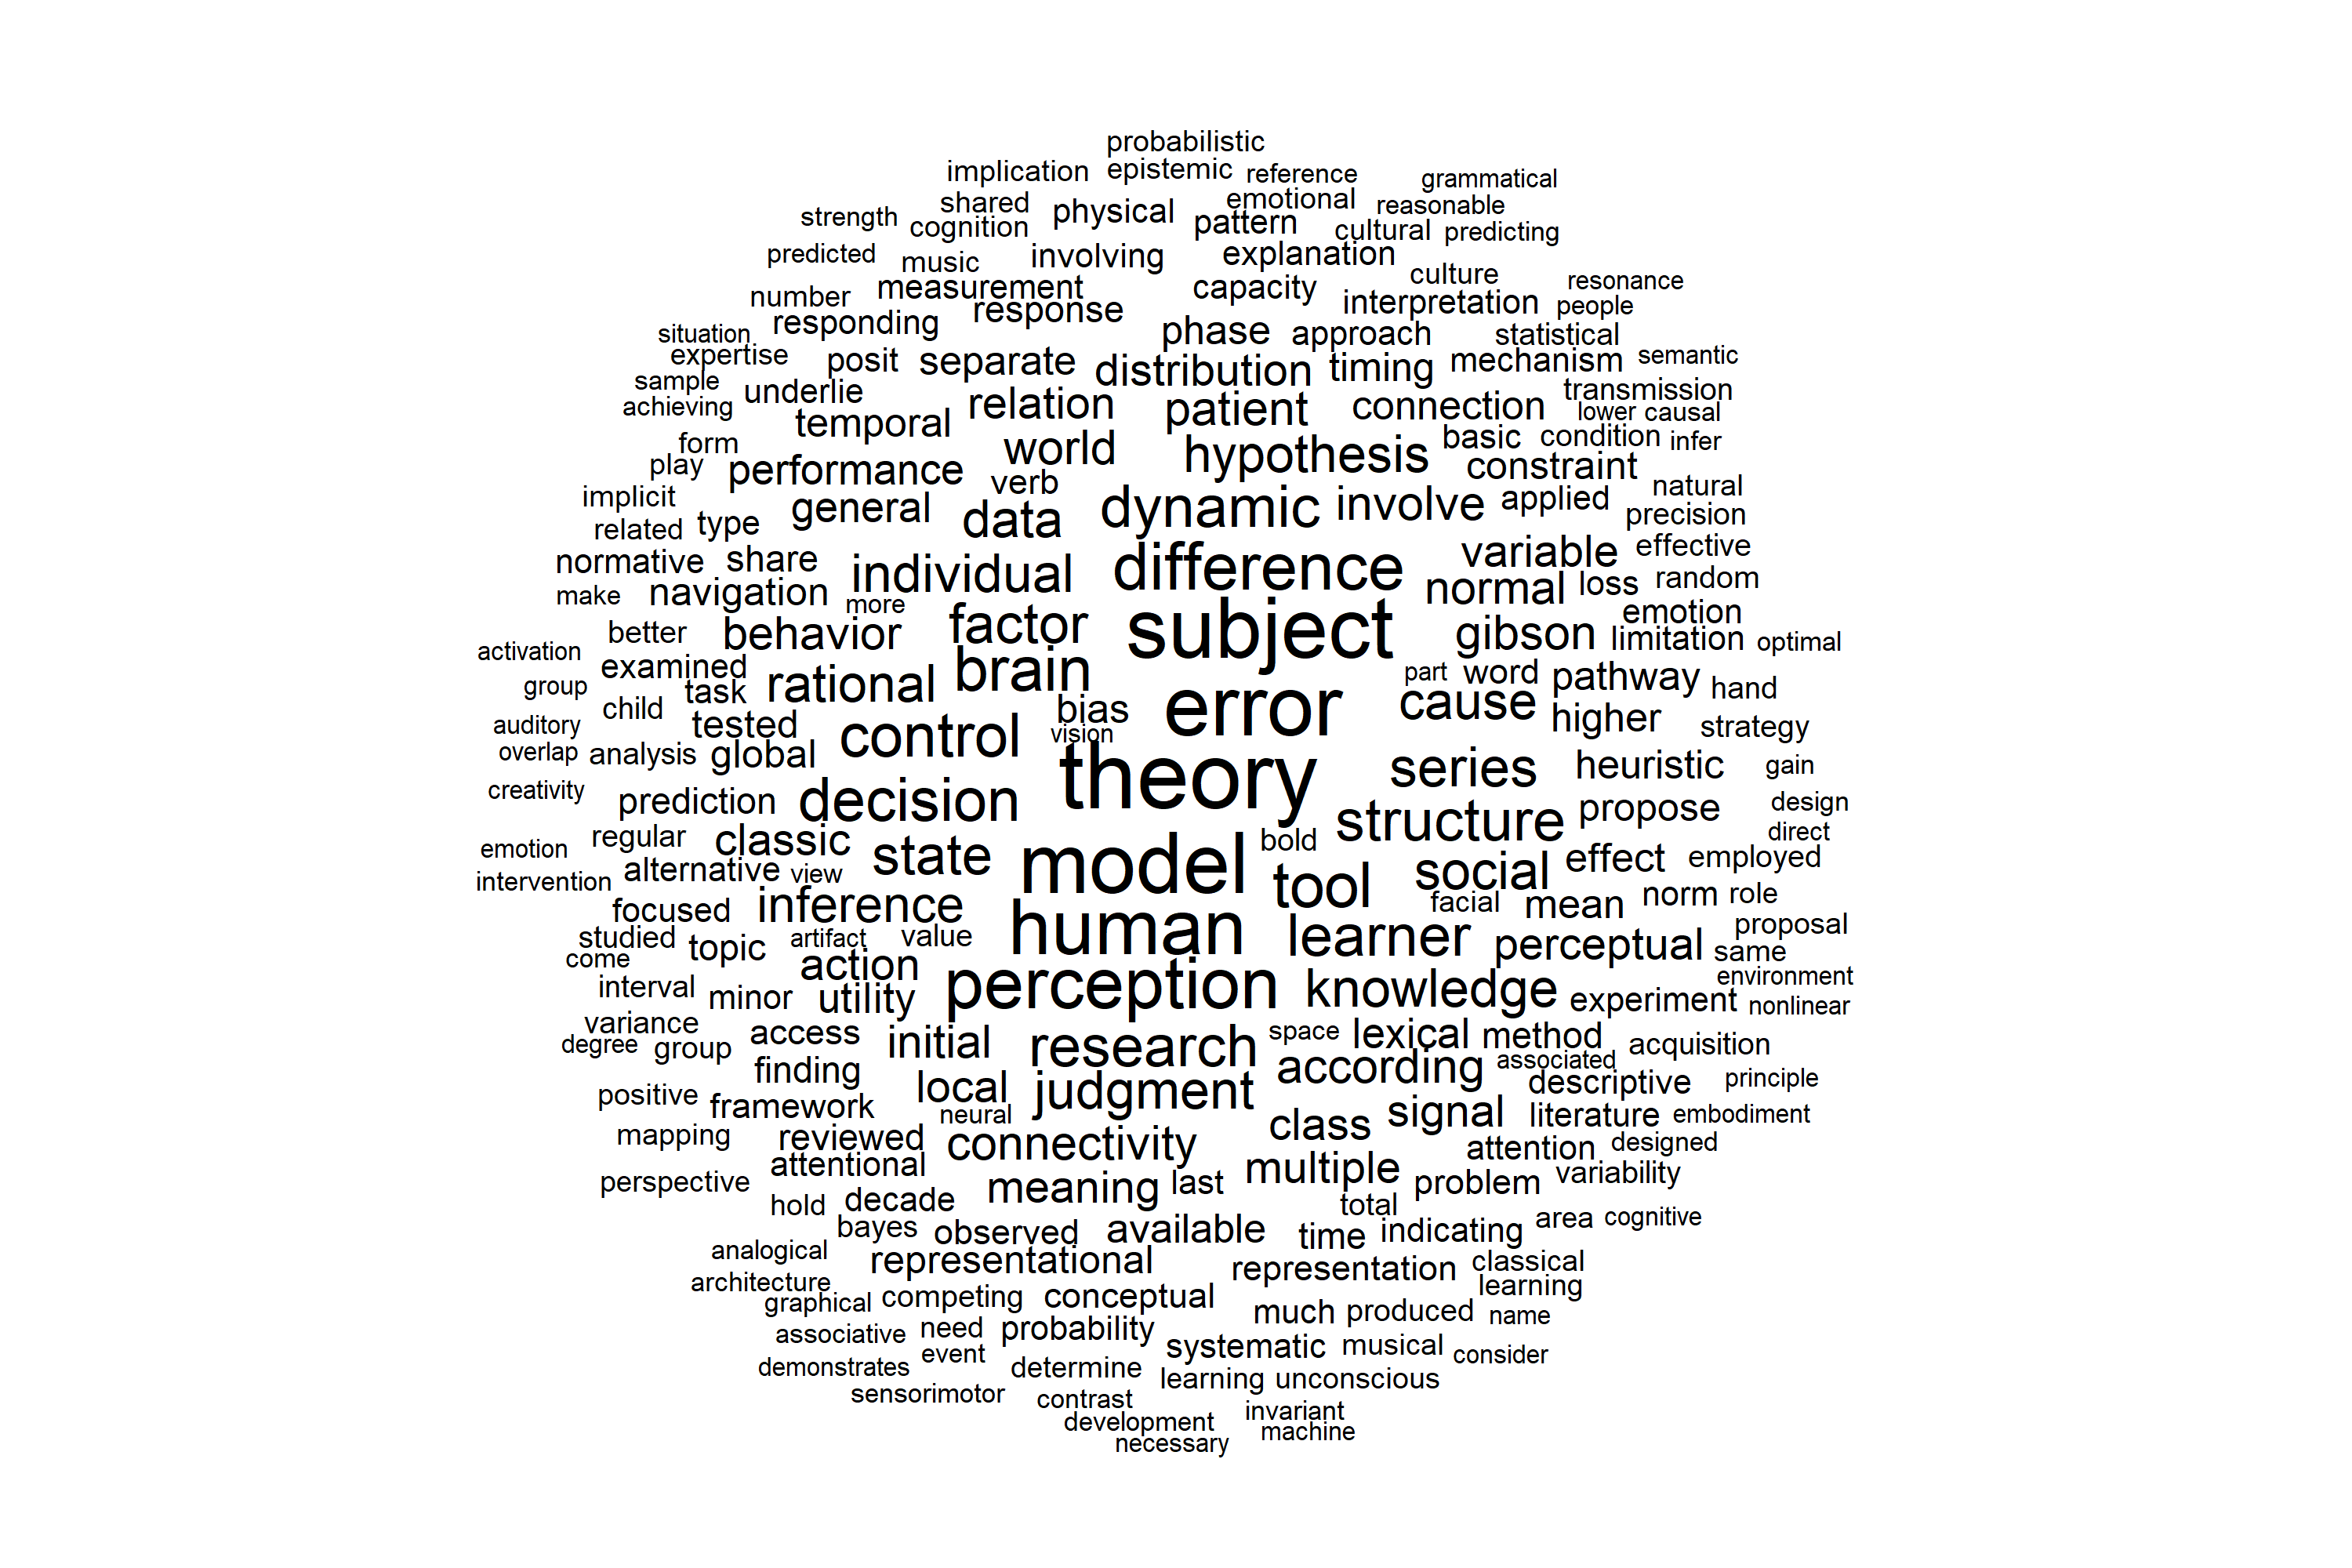 probabilistic
implication epistemic reference grammatical
strength shared physical emotional reasonable
cognition pattern cultural predicting
predicted music involving explanation culture resonance
number measurement capacity interpretation people
situation responding response phase approach statistical
expertise posit separate distribution timing mechanism semantic
sample underlie relation patient connection transmission
achieving temporal lower causal
form world hypothesis basic condition infer
play performance verb constraint
implicit general data dynamic involve applied natural
related type precision
normative share individual difference variable effective
make navigation more normal loss random
better behavior factor subject gibson limitation emotion optimal
activation examined brain part word pathway
group task rational cause hand
auditory child tested bias error higher strategy
overlap analysis global control vision
creativity prediction decision theory series heuristic gain
emotion regular classic structure propose design
direct
intervention alternative view state model bold tool social effect employed
focused inference human facial mean norm role
studied topic artifact value learner perceptual proposal
come action same
interval minor utility perception knowledge experiment environment
nonlinear
variance access initial research space lexical method acquisition
degree group
finding local judgment according associated descriptive principle
positive framework neural signal literature embodiment
mapping reviewed connectivity class attention designed
perspective attentional meaning last multiple problem variability
hold decade total
bayes observed available time indicating area cognitive
analogical representational representation classical
architecture learning
graphical competing conceptual much produced name
associative need probability systematic musical consider
demonstrates event determine learning unconscious
sensorimotor contrast invariant
development machine
necessary